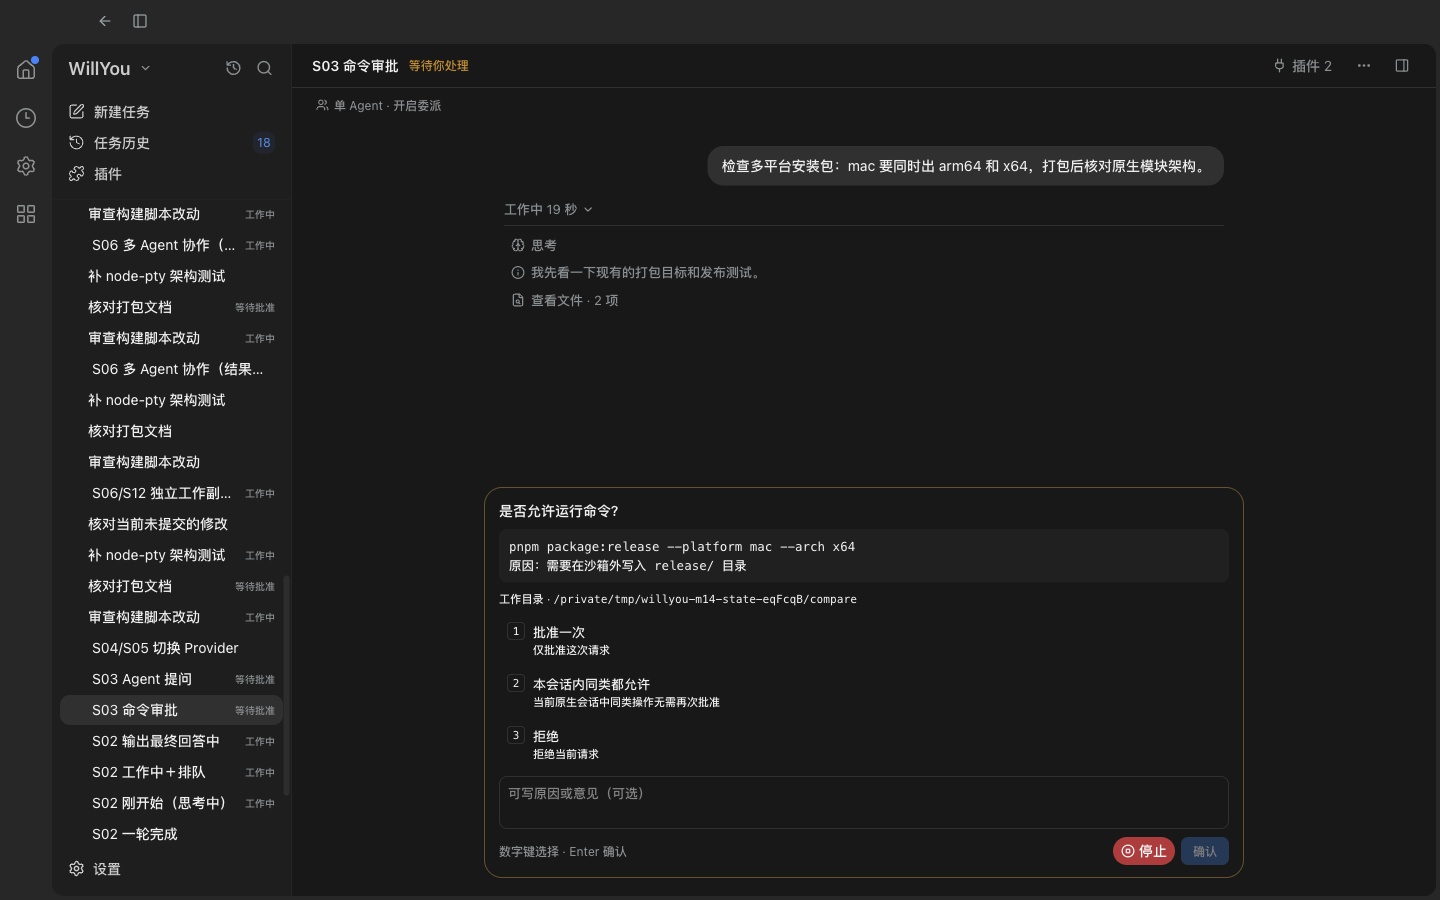 WillYou
新建任务
任务历史 18
插件
审查构建脚本改动 工作中
S06 多 Agent 协作（... 工作中
补 node-pty 架构测试
核对打包文档 等待批准
审查构建脚本改动 工作中
S06 多 Agent 协作（结果...
补 node-pty 架构测试
核对打包文档
审查构建脚本改动
S06/S12 独立工作副... 工作中
核对当前未提交的修改
补 node-pty 架构测试 工作中
核对打包文档 等待批准
审查构建脚本改动 工作中
S04/S05 切换 Provider
S03 Agent 提问 等待批准
S03 命令审批 等待批准
S02 输出最终回答中 工作中
S02 工作中＋排队 工作中
S02 刚开始（思考中） 工作中
S02 一轮完成
设置
S03 命令审批 等待你处理
插件 2
单 Agent · 开启委派
检查多平台安装包：mac 要同时出 arm64 和 x64，打包后核对原生模块架构。
工作中 19 秒
思考
我先看一下现有的打包目标和发布测试。
查看文件 · 2 项
是否允许运行命令？
pnpm package:release --platform mac --arch x64
原因：需要在沙箱外写入 release/ 目录
工作目录 · /private/tmp/willyou-m14-state-eqFcqB/compare
1 批准一次
仅批准这次请求
2 本会话内同类都允许
当前原生会话中同类操作无需再次批准
3 拒绝
拒绝当前请求
可写原因或意见（可选）
数字键选择 · Enter 确认
停止
确认